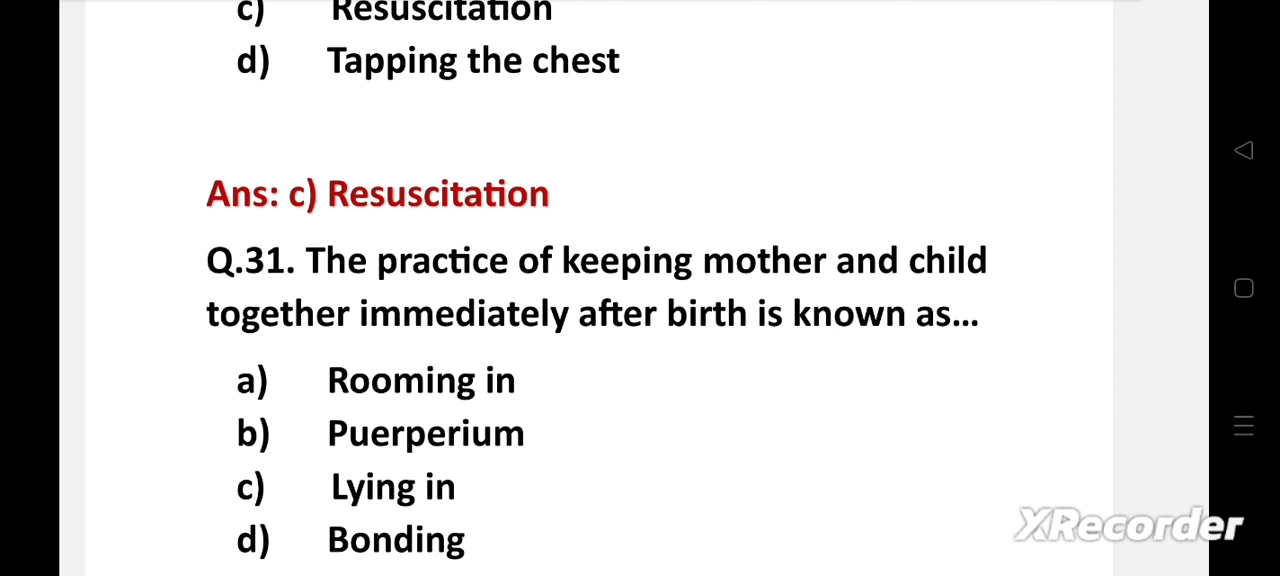 c) Resuscitation
d) Tapping the chest
Ans: c) Resuscitation
Q.31. The practice of keeping mother and child
together immediately after birth is known as...
a) Rooming in
b) Puerperium
c) Lying in
d) Bonding
XRecorder